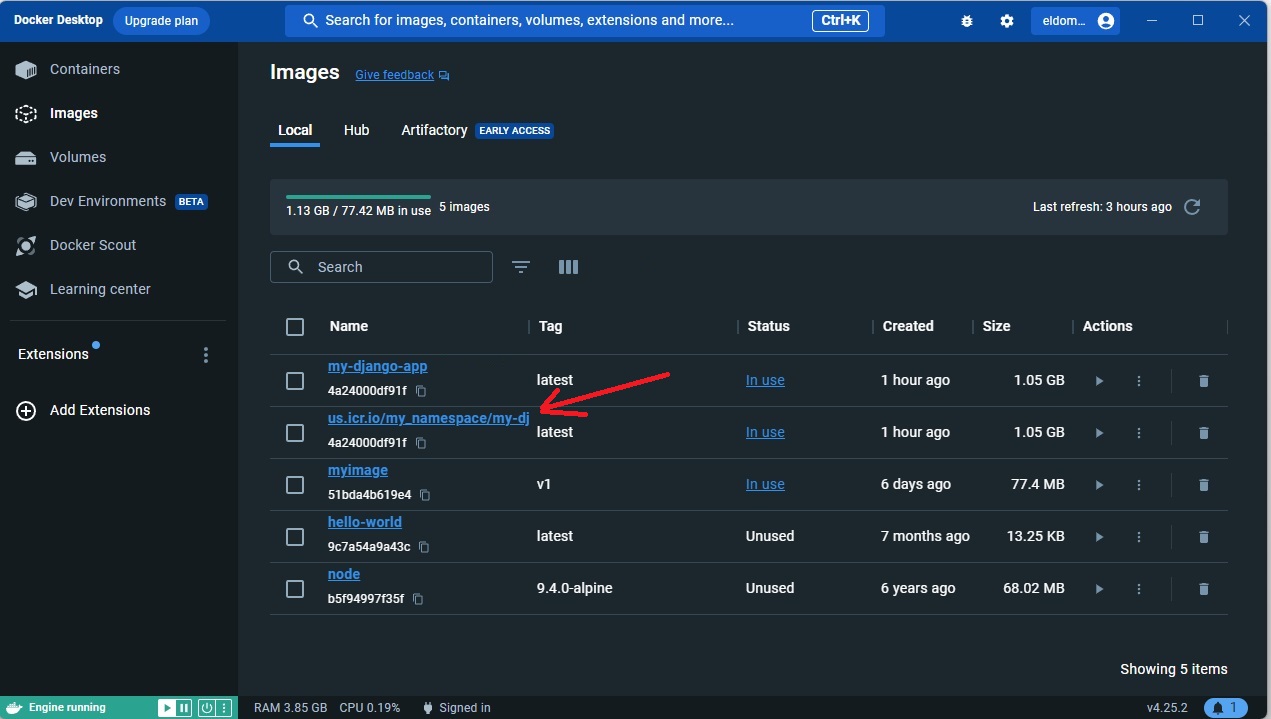 Docker Desktop Upgrade plan Search for images, containers, volumes, extensions and more... Ctrl+K eldom...
Containers
Images
Volumes
Dev Environments BETA
Docker Scout
Learning center
Extensions
Add Extensions
Images Give feedback
Local Hub Artifactory EARLY ACCESS
1.13 GB / 77.42 MB in use 5 images Last refresh: 3 hours ago
Search
Name Tag Status Created Size Actions
my-django-app
4a24000df91f latest In use 1 hour ago 1.05 GB
us.icr.io/my_namespace/my-dj
4a24000df91f latest In use 1 hour ago 1.05 GB
myimage
51bda4b619e4 v1 In use 6 days ago 77.4 MB
hello-world
9c7a54a9a43c latest Unused 7 months ago 13.25 KB
node
b5f94997f35f 9.4.0-alpine Unused 6 years ago 68.02 MB
Showing 5 items
Engine running RAM 3.85 GB CPU 0.19% Signed in v4.25.2 1